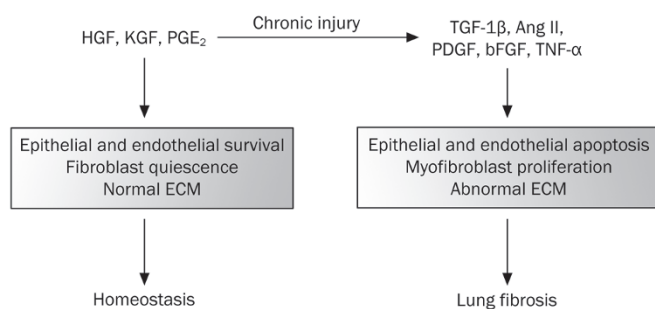 HGF, KGF, PGE₂
Chronic injury
TGF-1β, Ang II,
PDGF, bFGF, TNF-α
Epithelial and endothelial survival
Fibroblast quiescence
Normal ECM
Epithelial and endothelial apoptosis
Myofibroblast proliferation
Abnormal ECM
Homeostasis
Lung fibrosis